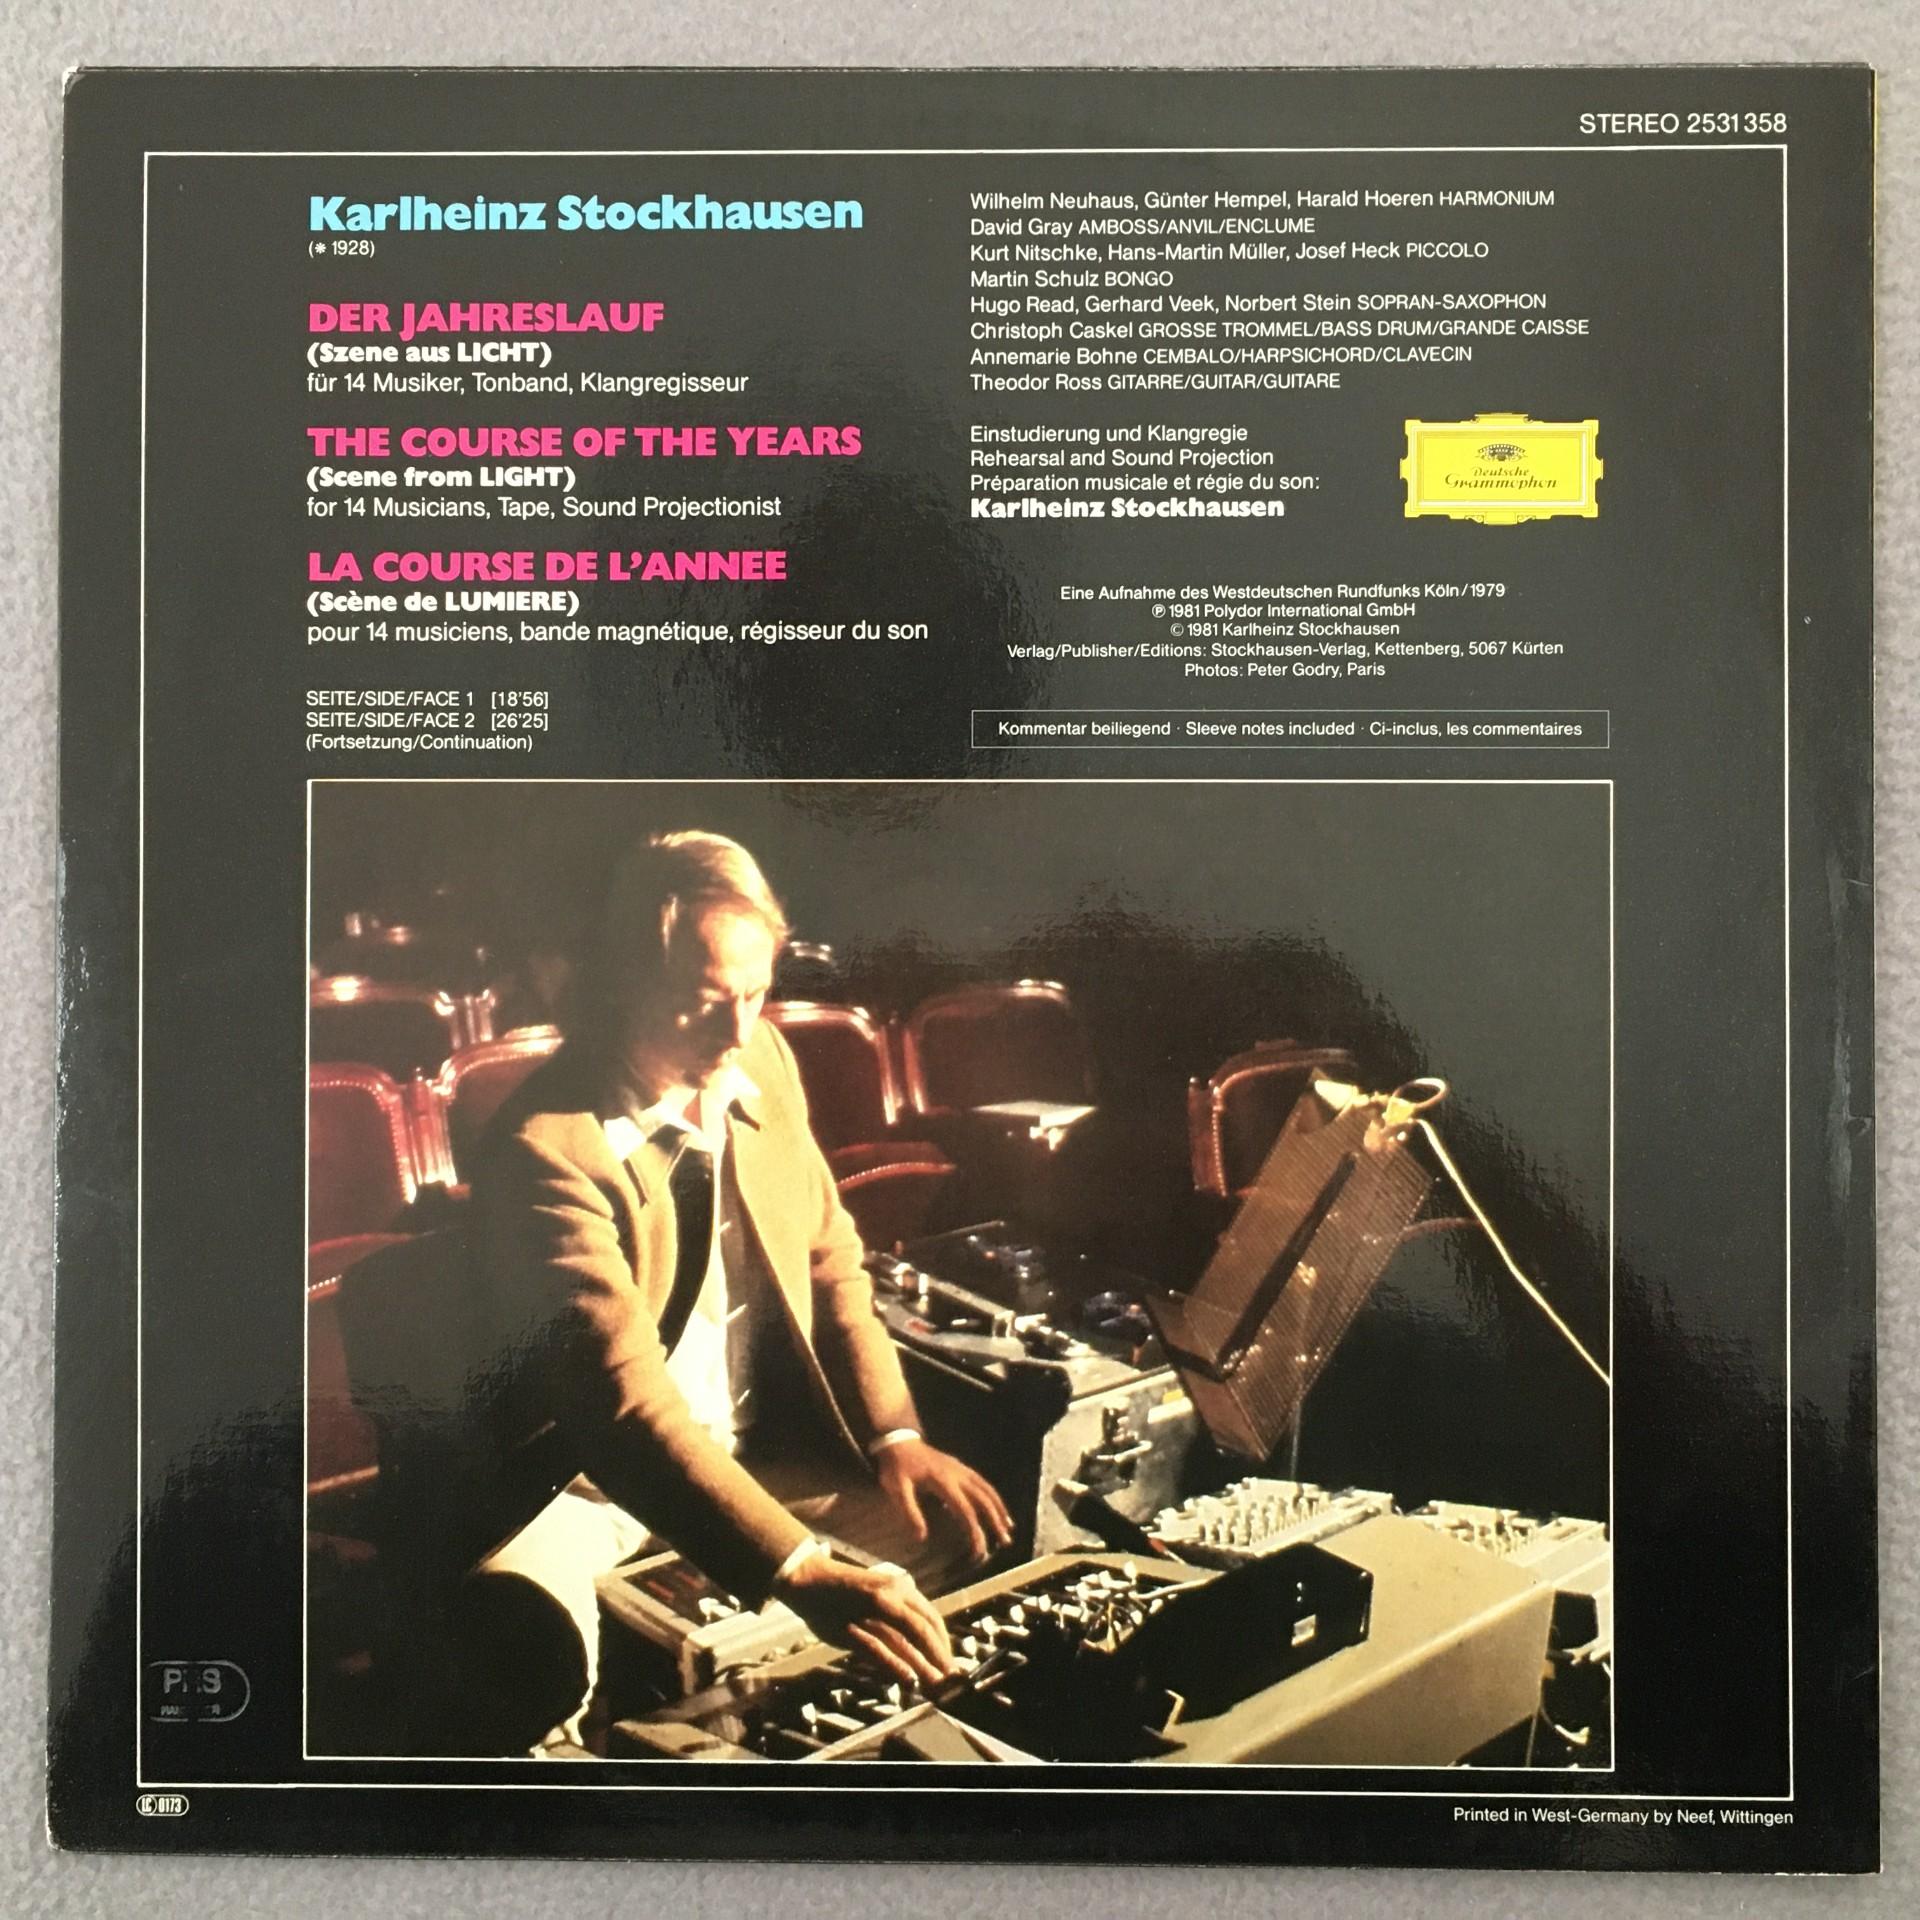 STEREO 2531 358
Karlheinz Stockhausen
(* 1928)
DER JAHRESLAUF
(Szene aus LICHT)
für 14 Musiker, Tonband, Klangregisseur
THE COURSE OF THE YEARS
(Scene from LIGHT)
for 14 Musicians, Tape, Sound Projectionist
LA COURSE DE L'ANNEE
(Scène de LUMIERE)
pour 14 musiciens, bande magnétique, régisseur du son
SEITE/SIDE/FACE 1 [18'56]
SEITE/SIDE/FACE 2 [26'25]
(Fortsetzung/Continuation)
Wilhelm Neuhaus, Günter Hempel, Harald Hoeren HARMONIUM
David Gray AMBOSS/ANVIL/ENCLUME
Kurt Nitschke, Hans-Martin Müller, Josef Heck PICCOLO
Martin Schulz BONGO
Hugo Read, Gerhard Veek, Norbert Stein SOPRAN-SAXOPHON
Christoph Caskel GROSSE TROMMEL/BASS DRUM/GRANDE CAISSE
Annemarie Bohne CEMBALO/HARPSICHORD/CLAVECIN
Theodor Ross GITARRE/GUITAR/GUITARE
Einstudierung und Klangregie
Rehearsal and Sound Projection
Préparation musicale et régie du son:
Karlheinz Stockhausen
Deutsche
Grammophon
Eine Aufnahme des Westdeutschen Rundfunks Köln/1979
℗ 1981 Polydor International GmbH
© 1981 Karlheinz Stockhausen
Verlag/Publisher/Editions: Stockhausen-Verlag, Kettenberg, 5067 Kürten
Photos: Peter Godry, Paris
Kommentar beiliegend · Sleeve notes included · Ci-inclus, les commentaires
LC 0173
Printed in West-Germany by Neef, Wittingen